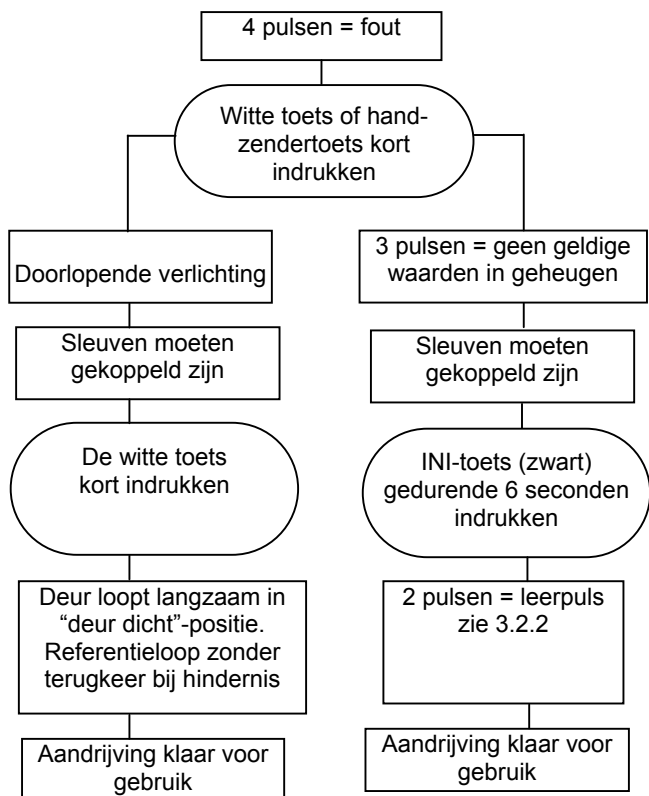 4 pulsen = fout
Witte toets of hand-
zendertoets kort
indrukken
Doorlopende verlichting
Sleuven moeten
gekoppeld zijn
De witte toets
kort indrukken
Deur loopt langzaam in
“deur dicht”-positie.
Referentieloop zonder
terugkeer bij hindernis
Aandrijving klaar voor
gebruik
3 pulsen = geen geldige
waarden in geheugen
Sleuven moeten
gekoppeld zijn
INI-toets (zwart)
gedurende 6 seconden
indrukken
2 pulsen = leerpuls
zie 3.2.2
Aandrijving klaar voor
gebruik